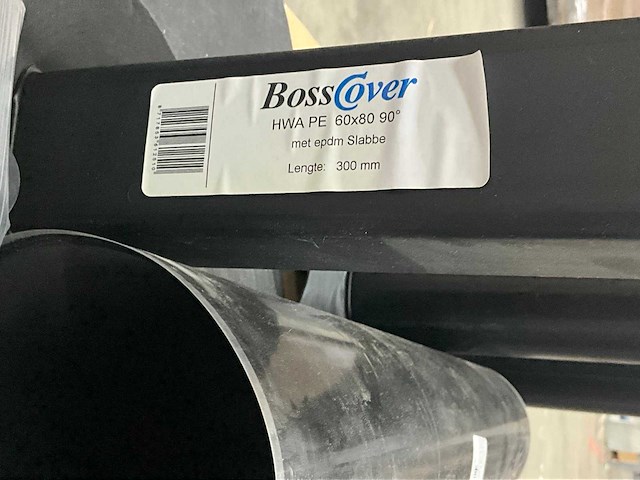 BossCover
HWA PE 60x80 90°
met epdm Slabbe
Lengte: 300 mm